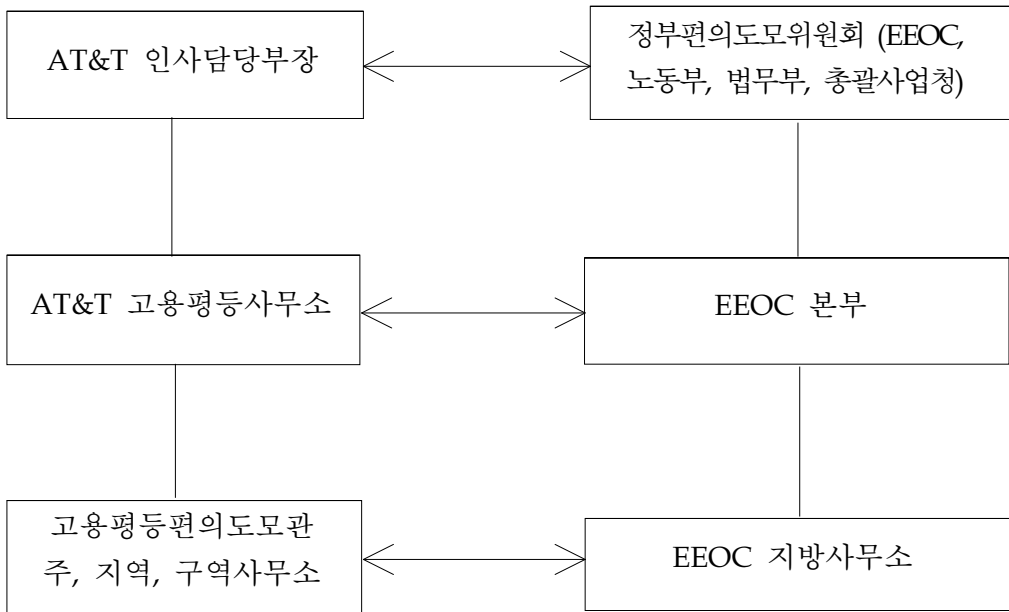 AT&T 인사담당부장
정부편의도모위원회 (EEOC,
노동부, 법무부, 총괄사업청)
AT&T 고용평등사무소
EEOC 본부
고용평등편의도모관
주, 지역, 구역사무소
EEOC 지방사무소